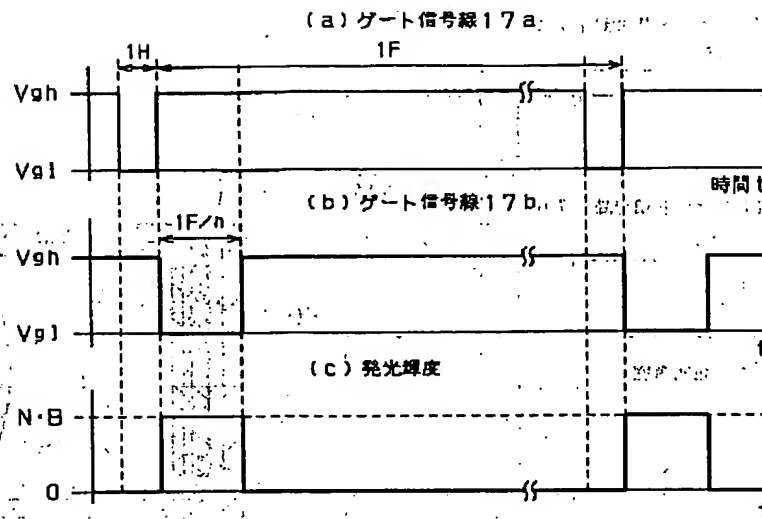 (a)ゲート信号線17a
1H
1F
Vgh
Vgl
時間t
(b)ゲート信号線17b
1F/n
Vgh
Vgl
t
(c)発光輝度
N・B
0